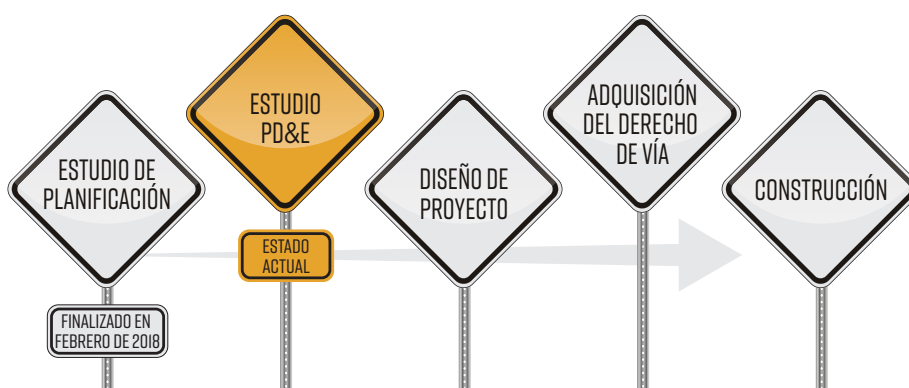 ESTUDIO DE
PLANIFICACIÓN
FINALIZADO EN
FEBRERO DE 2018
ESTUDIO
PD&E
ESTADO
ACTUAL
DISEÑO DE
PROYECTO
ADQUISICIÓN
DEL DERECHO
DE VÍA
CONSTRUCCIÓN